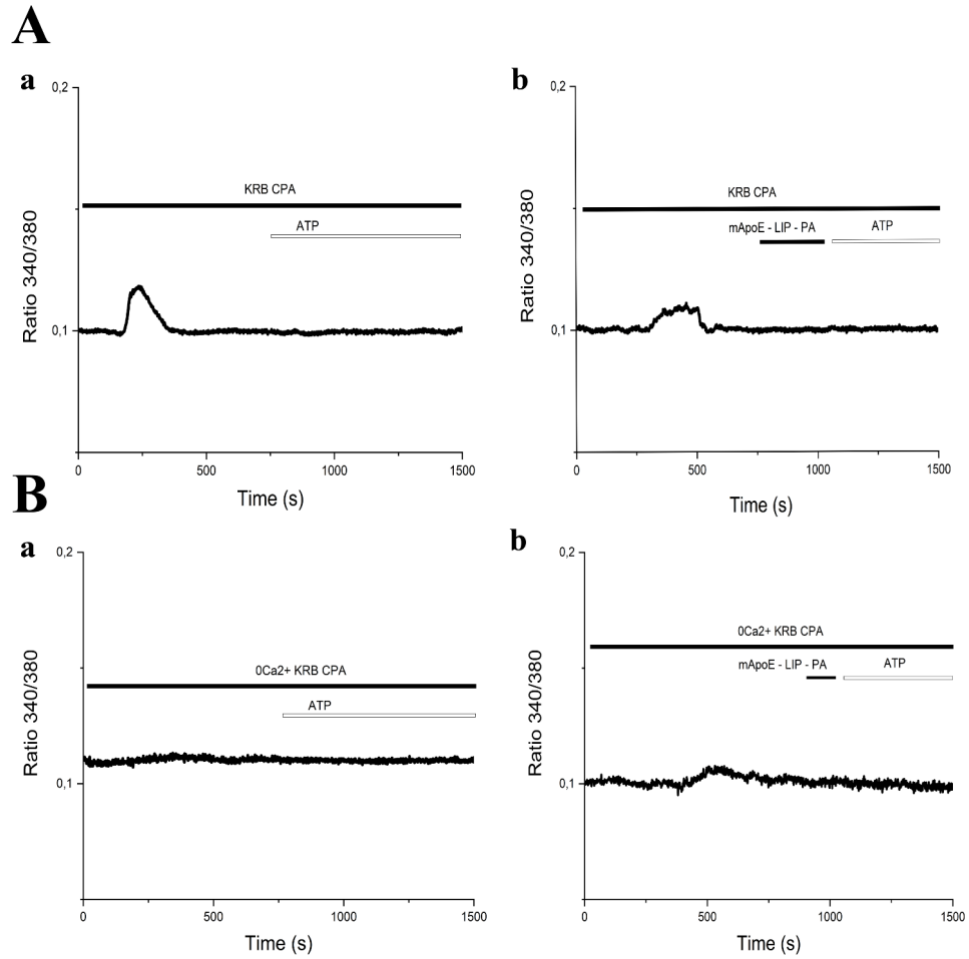 A
a
0,2
KRB CPA
ATP
Ratio 340/380
0,1
0
500
1000
1500
Time (s)
b
0,2
KRB CPA
mApoE - LIP - PA
ATP
Ratio 340/380
0,1
0
500
1000
1500
Time (s)
B
a
0,2
0Ca2+ KRB CPA
ATP
Ratio 340/380
0,1
0
500
1000
1500
Time (s)
b
0,2
0Ca2+ KRB CPA
mApoE - LIP - PA
ATP
Ratio 340/380
0,1
0
500
1000
1500
Time (s)